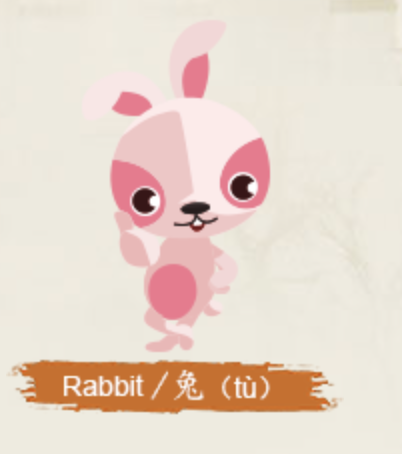 Rabbit / 兔（tù）